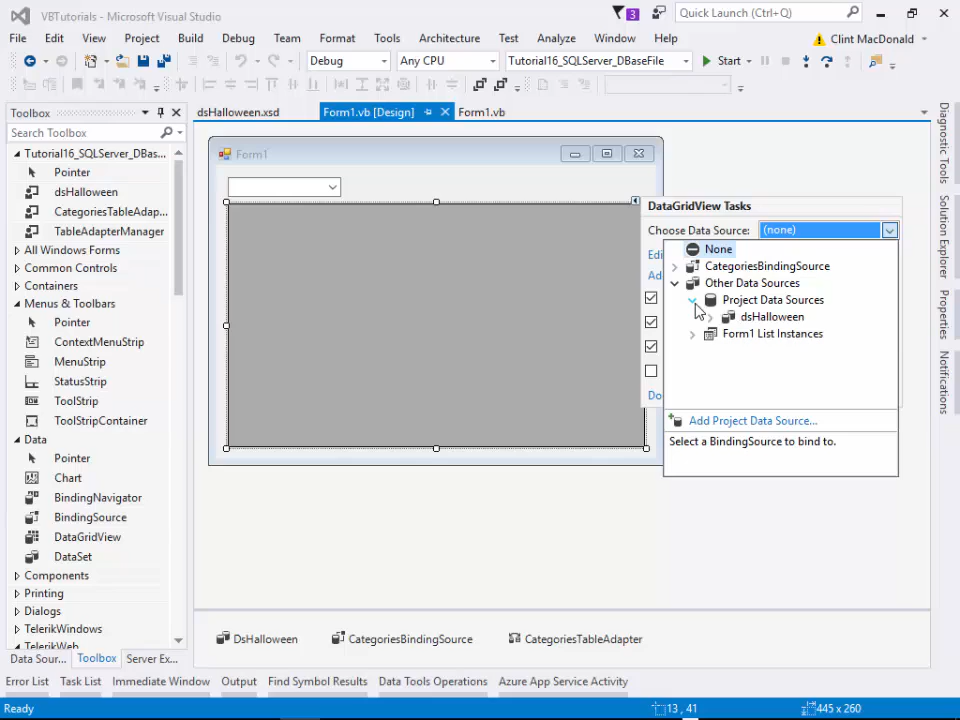 VBTutorials - Microsoft Visual Studio
3
Quick Launch (Ctrl+Q)
File Edit View Project Build Debug Team Format Tools Architecture Test Analyze Window Help Clint MacDonald
Debug Any CPU Tutorial16_SQLServer_DBaseFile Start
Toolbox
dsHalloween.xsd Form1.vb [Design] Form1.vb
Search Toolbox
Tutorial16_SQLServer_DBas...
Pointer
dsHalloween
CategoriesTableAdap...
TableAdapterManager
All Windows Forms
Common Controls
Containers
Menus & Toolbars
Pointer
ContextMenuStrip
MenuStrip
StatusStrip
ToolStrip
ToolStripContainer
Data
Pointer
Chart
BindingNavigator
BindingSource
DataGridView
DataSet
Components
Printing
Dialogs
TelerikWindows
TelerikWeb
Data Sour... Toolbox Server Ex...
Form1
DataGridView Tasks
Choose Data Source: (none)
Edi
Ad
Do
None
CategoriesBindingSource
Other Data Sources
Project Data Sources
dsHalloween
Form1 List Instances
Add Project Data Source...
Select a BindingSource to bind to.
DsHalloween CategoriesBindingSource CategoriesTableAdapter
Diagnostic Tools
Solution Explorer
Properties
Notifications
Error List Task List Immediate Window Output Find Symbol Results Data Tools Operations Azure App Service Activity
Ready 13 , 41 445 x 260